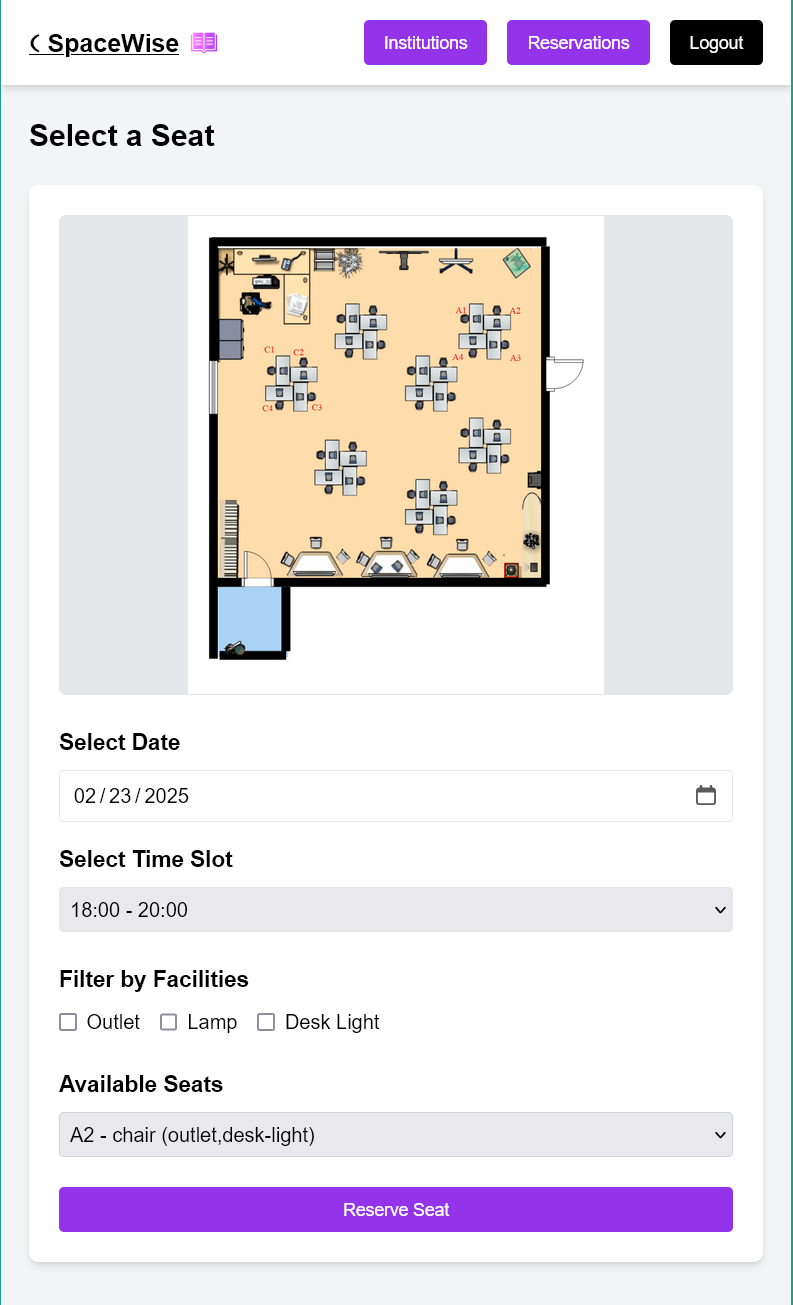 SpaceWise
Institutions
Reservations
Logout
Select a Seat
A1
A2
A4
A3
C1
C2
C4
C3
Select Date
02/23/2025
Select Time Slot
18:00 - 20:00
Filter by Facilities
Outlet
Lamp
Desk Light
Available Seats
A2 - chair (outlet,desk-light)
Reserve Seat